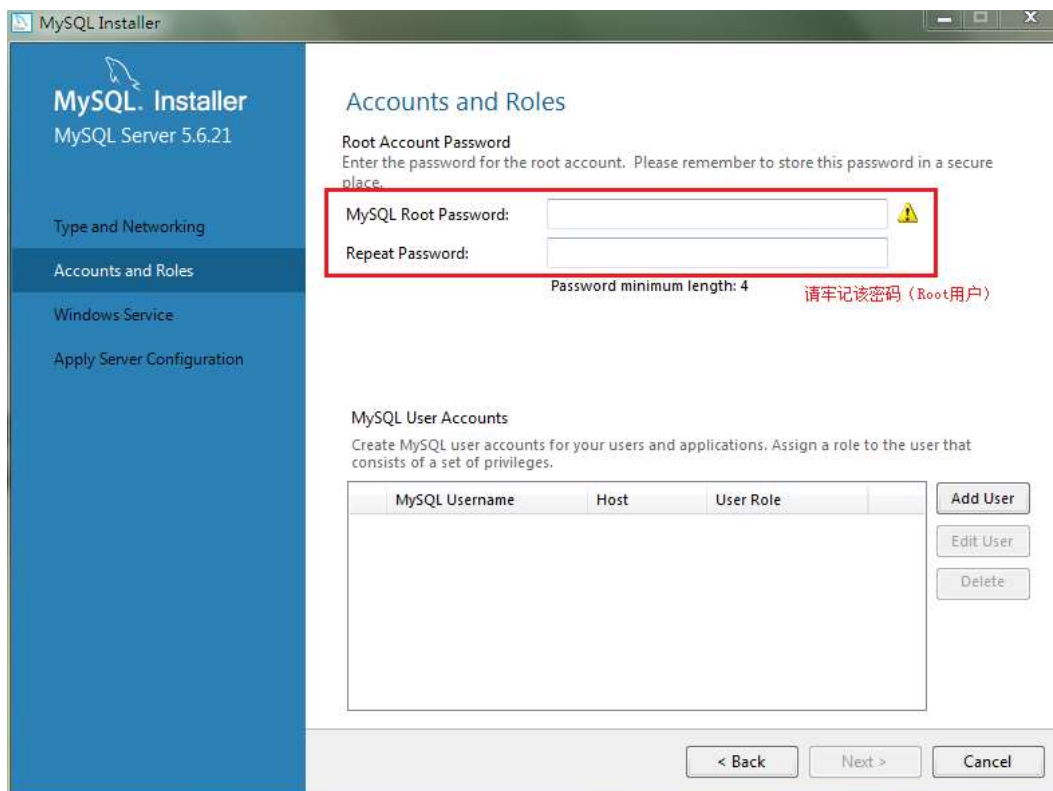 MySQL Installer
MySQL. Installer
MySQL Server 5.6.21
Type and Networking
Accounts and Roles
Windows Service
Apply Server Configuration
Accounts and Roles
Root Account Password
Enter the password for the root account. Please remember to store this password in a secure
place.
MySQL Root Password:
Repeat Password:
Password minimum length: 4
请牢记该密码（Root用户）
MySQL User Accounts
Create MySQL user accounts for your users and applications. Assign a role to the user that
consists of a set of privileges.
MySQL Username Host User Role
Add User
Edit User
Delete
< Back Next > Cancel